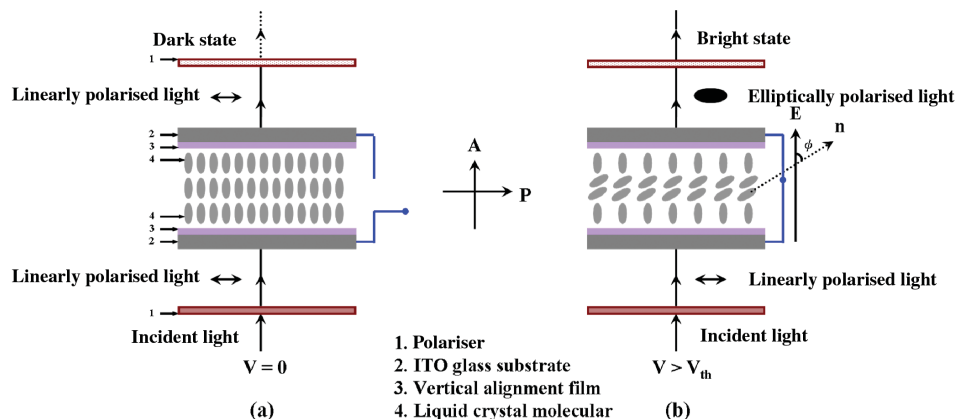 Dark state
1
Linearly polarised light
2
3
4
4
3
2
Linearly polarised light
1
Incident light
V = 0
(a)
A
P
1. Polariser
2. ITO glass substrate
3. Vertical alignment film
4. Liquid crystal molecular
Bright state
Elliptically polarised light
E
n
ϕ
Linearly polarised light
Incident light
V > Vth
(b)